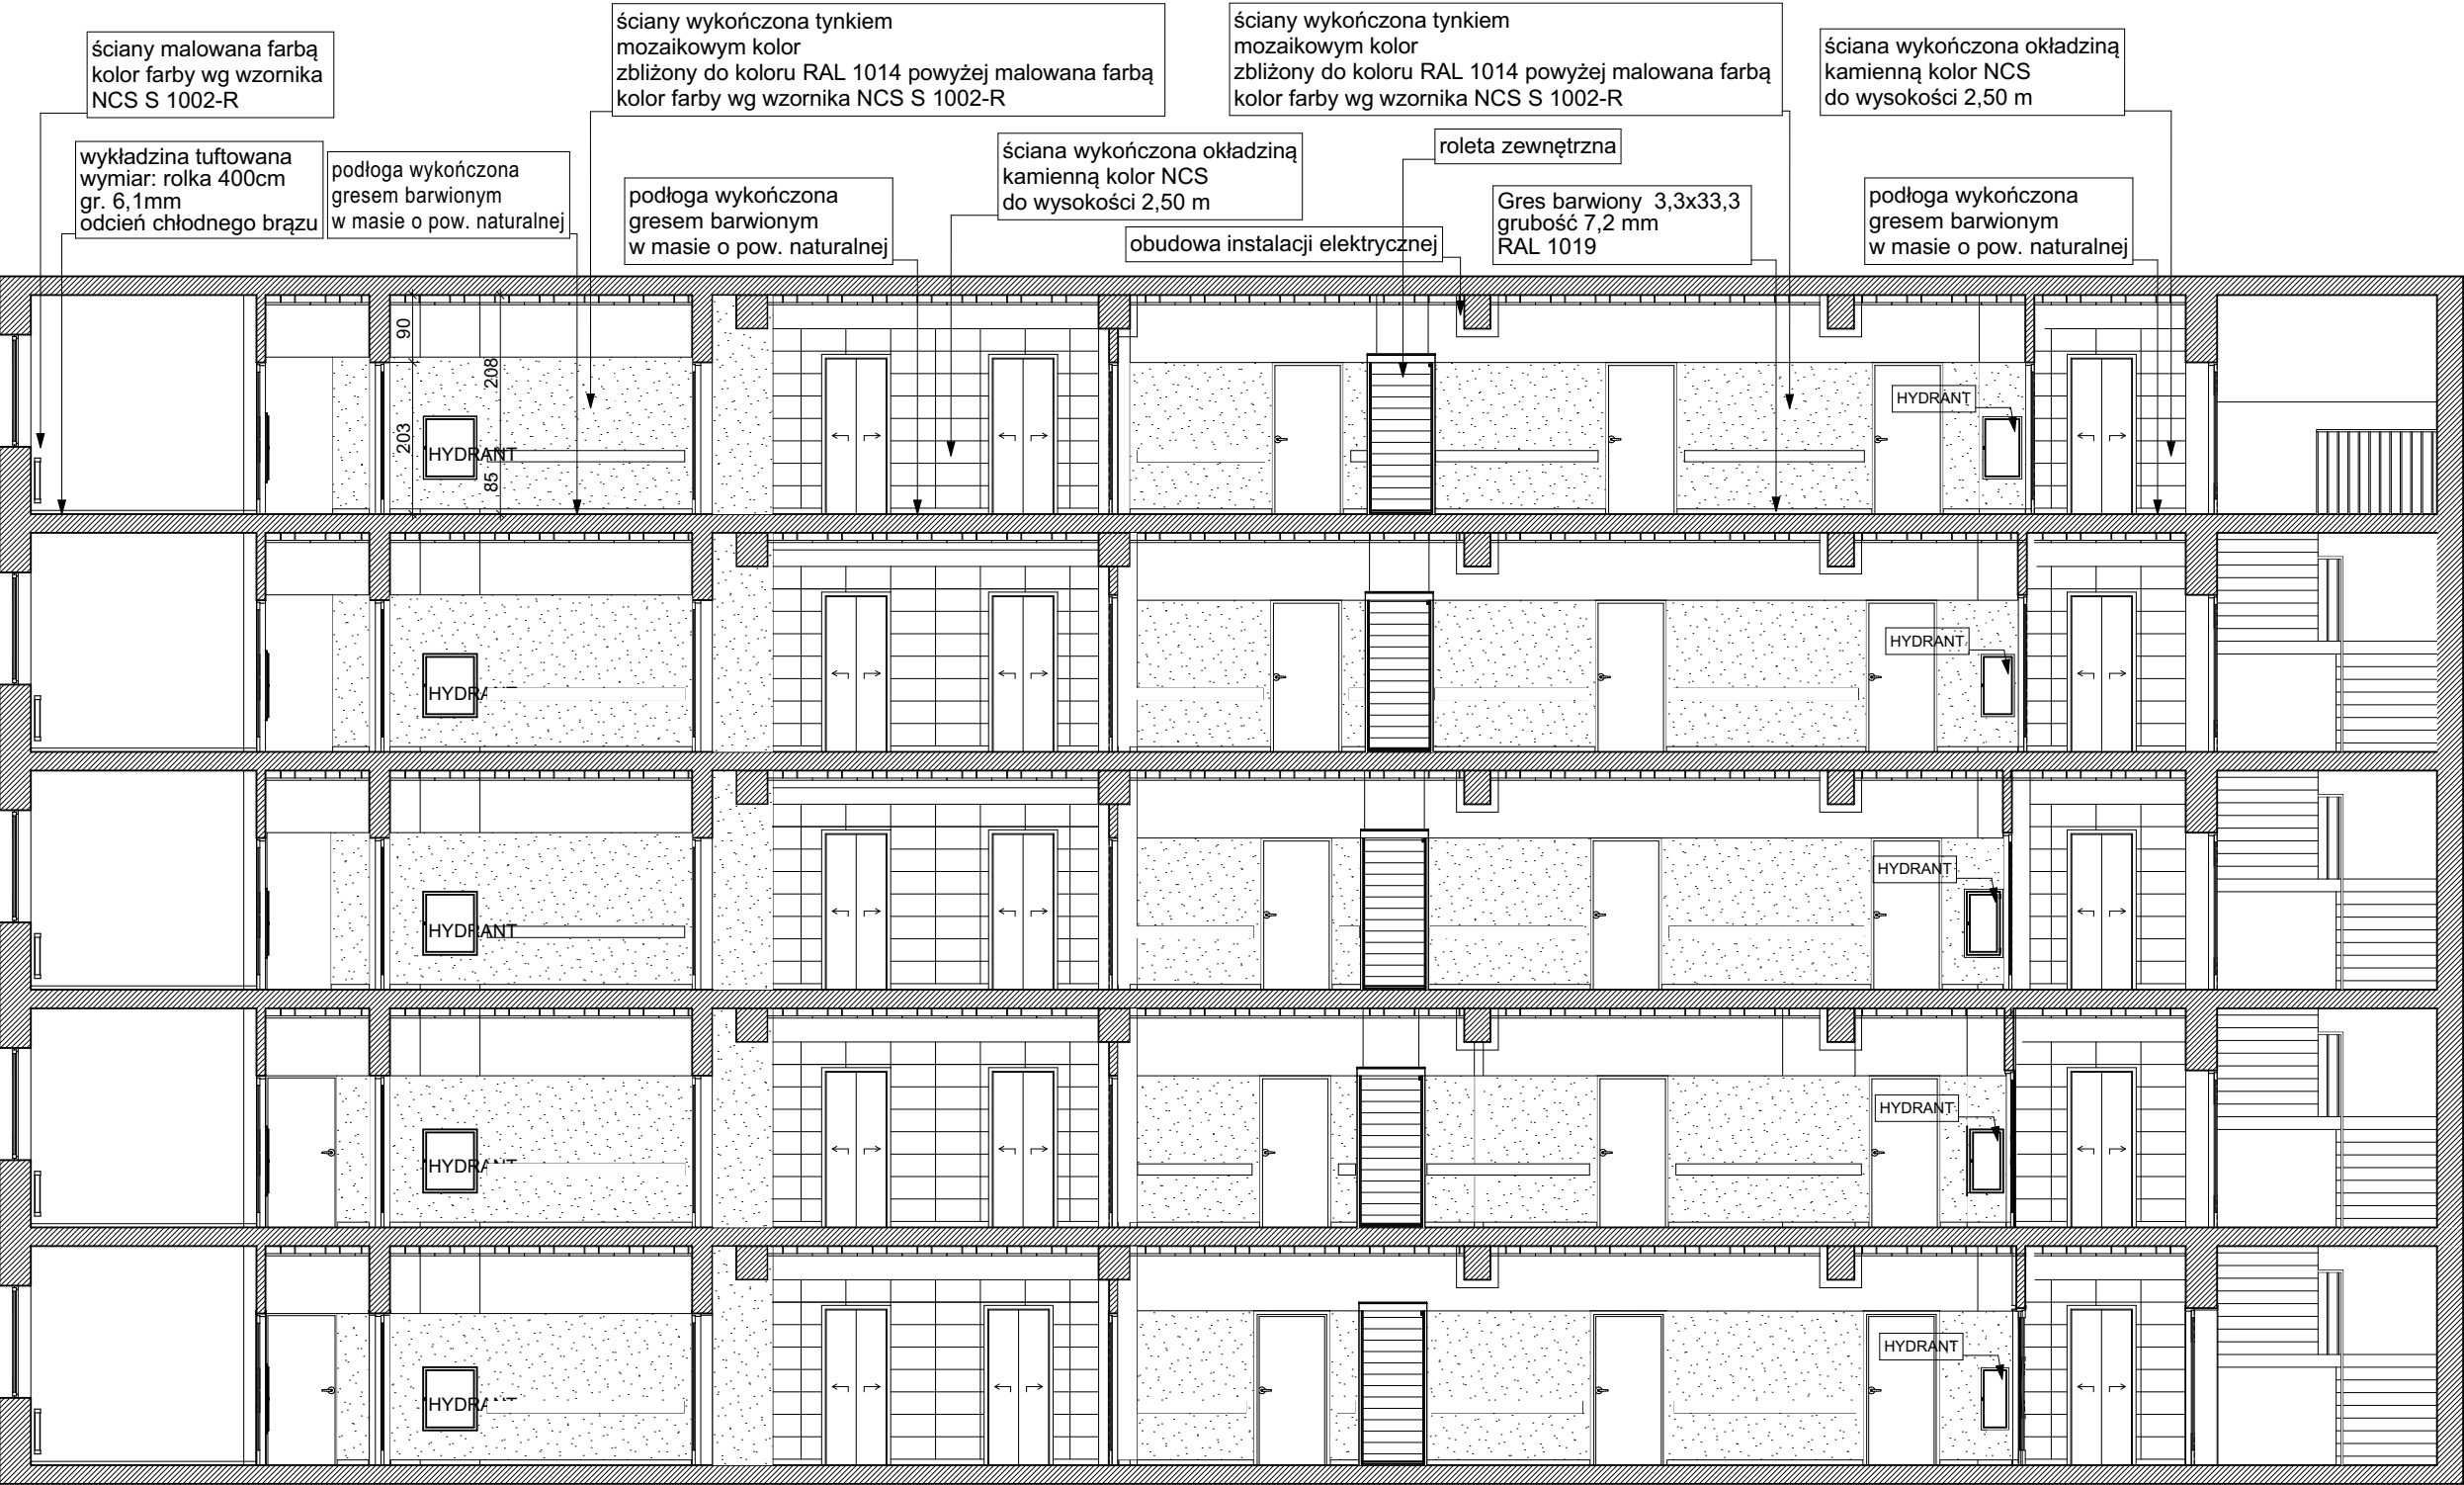 ściany malowana farbą
kolor farby wg wzornika
NCS S 1002-R
ściany wykończona tynkiem
mozaikowym kolor
zbliżony do koloru RAL 1014 powyżej malowana farbą
kolor farby wg wzornika NCS S 1002-R
ściany wykończona tynkiem
mozaikowym kolor
zbliżony do koloru RAL 1014 powyżej malowana farbą
kolor farby wg wzornika NCS S 1002-R
ściana wykończona okładziną
kamienną kolor NCS
do wysokości 2,50 m
wykładzina tuftowana
wymiar: rolka 400cm
gr. 6,1mm
odcień chłodnego brązu
podłoga wykończona
gresem barwionym
w masie o pow. naturalnej
podłoga wykończona
gresem barwionym
w masie o pow. naturalnej
ściana wykończona okładziną
kamienną kolor NCS
do wysokości 2,50 m
obudowa instalacji elektrycznej
roleta zewnętrzna
Gres barwiony 3,3x33,3
grubość 7,2 mm
RAL 1019
podłoga wykończona
gresem barwionym
w masie o pow. naturalnej
90
208
203
85
HYDRANT
HYDRANT
HYDRANT
HYDRANT
HYDRANT
HYDRANT
HYDRANT
HYDRANT
HYDRANT
HYDRANT